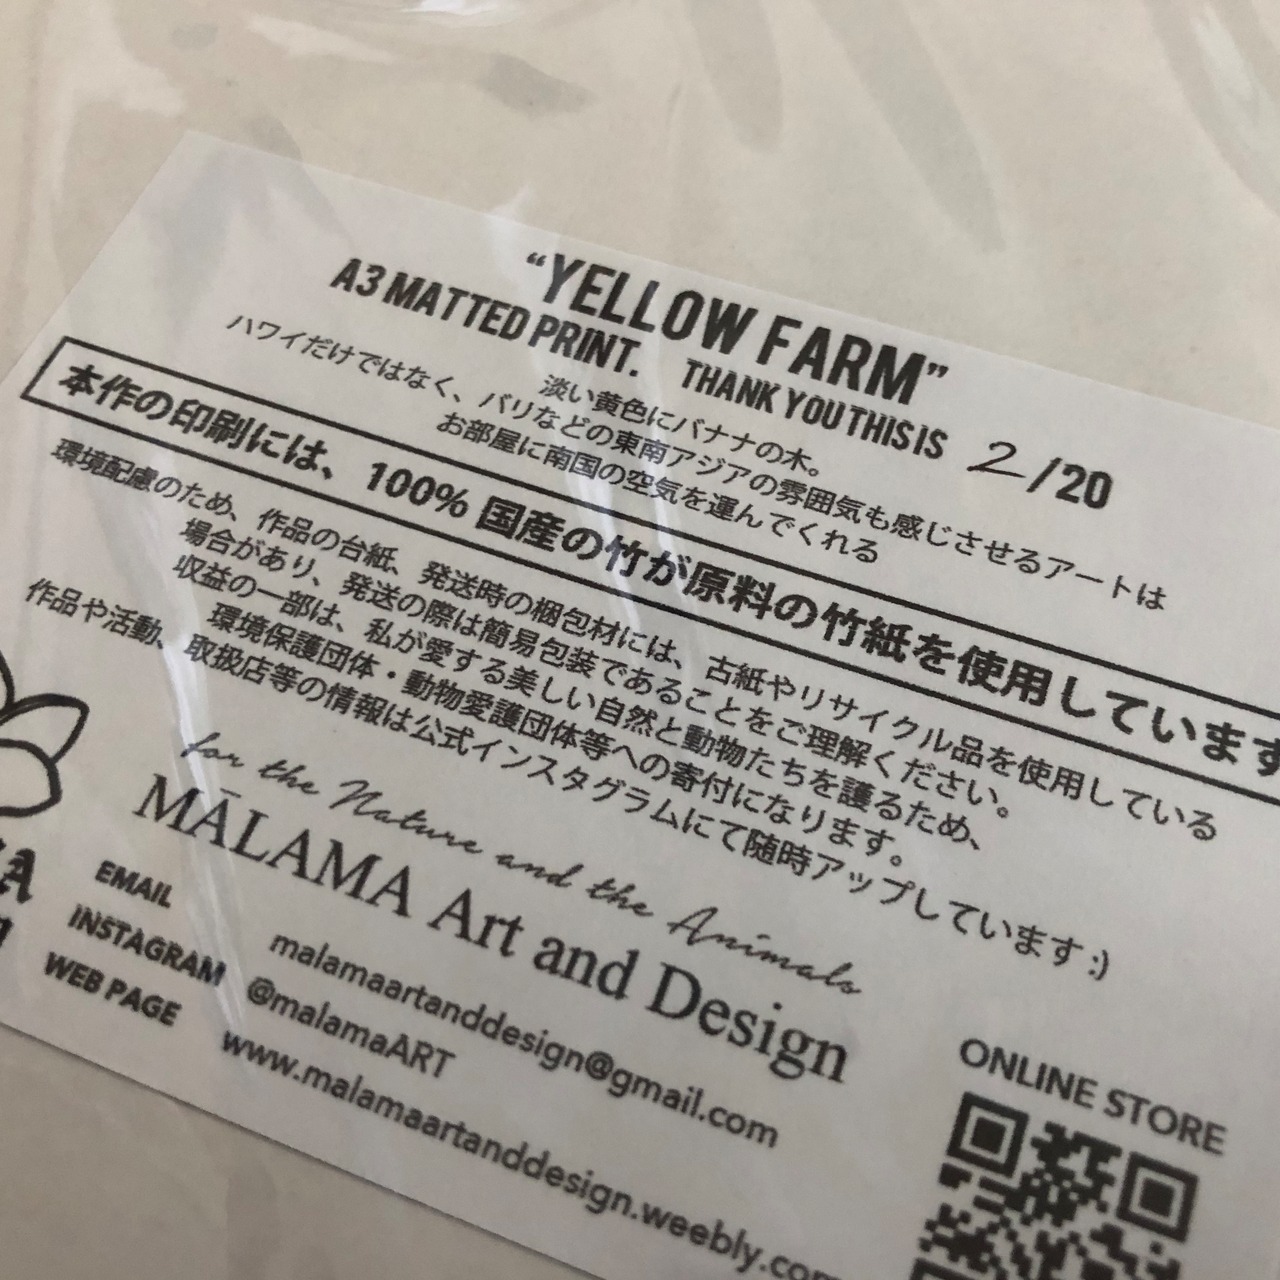 “YELLOW FARM”
A3 MATTED PRINT. THANK YOU THIS IS 2/20
淡い黄色にバナナの木。
ハワイだけではなく、バリなどの東南アジアの雰囲気も感じさせるアートは
お部屋に南国の空気を運んでくれる
本作の印刷には、100% 国産の竹が原料の竹紙を使用しています
環境配慮のため、作品の台紙、発送時の梱包材には、古紙やリサイクル品を使用している
場合があり、発送の際は簡易包装であることをご理解ください。
収益の一部は、私が愛する美しい自然と動物たちを護るため、
環境保護団体・動物愛護団体等への寄付になります。
作品や活動、取扱店等の情報は公式インスタグラムにて随時アップしています :)
for the Nature and the Animals
MĀLAMA Art and Design
EMAIL malamaartanddesign@gmail.com
INSTAGRAM @malamaART
WEB PAGE www.malamaartanddesign.weebly.com
ONLINE STORE